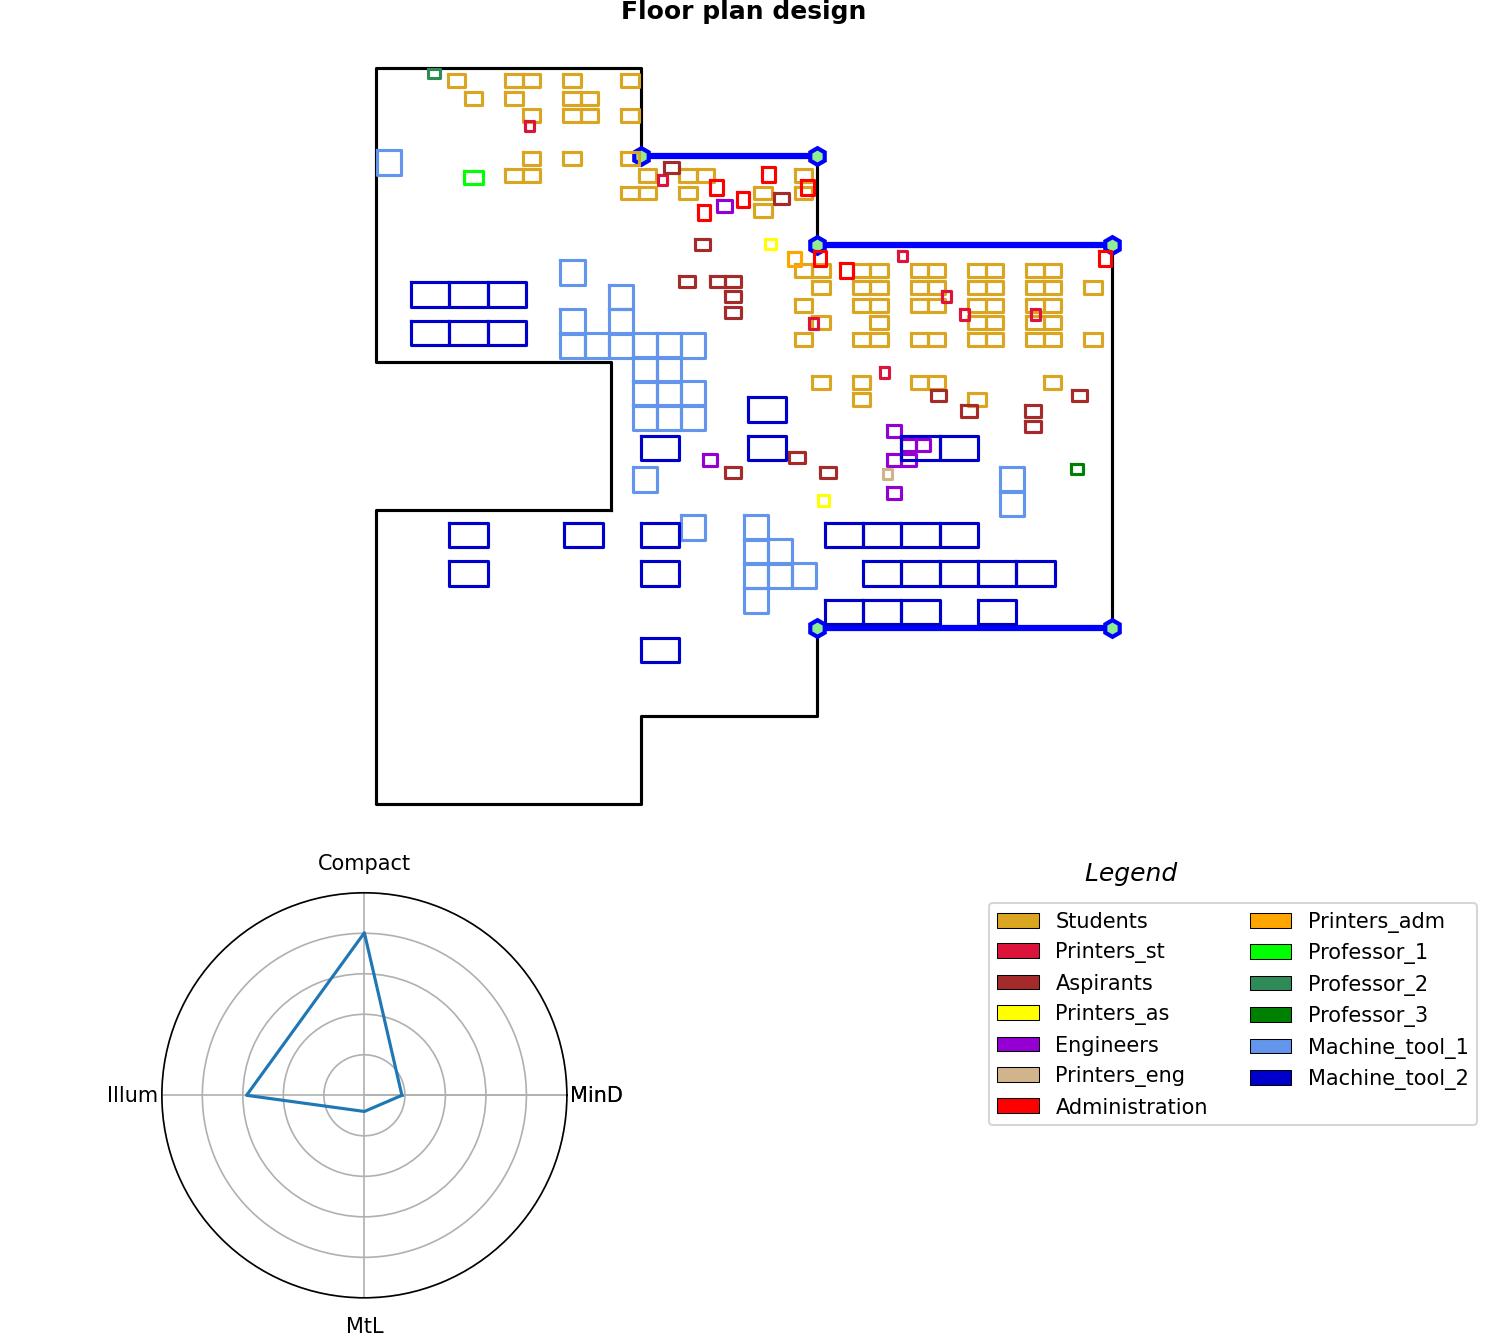 Floor plan design
Compact
Illum
MinD
MtL
Legend
Students
Printers_st
Aspirants
Printers_as
Engineers
Printers_eng
Administration
Printers_adm
Professor_1
Professor_2
Professor_3
Machine_tool_1
Machine_tool_2